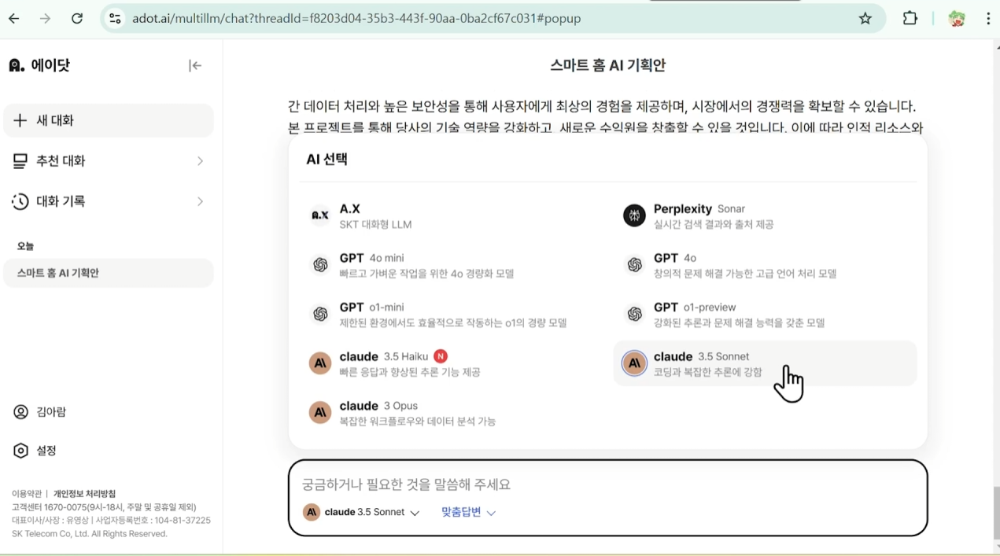 adot.ai/multillm/chat?threadId=f8203d04-35b3-443f-90aa-0ba2cf67c031#popup
A. 에이닷
새 대화
추천 대화
대화 기록
오늘
스마트 홈 AI 기획안
김아람
설정
이용약관 | 개인정보 처리방침
고객센터 1670-0075(9시-18시, 주말 및 공휴일 제외)
대표이사/사장 : 유영상 | 사업자등록번호 : 104-81-37225
SK Telecom Co, Ltd. All Rights Reserved.
스마트 홈 AI 기획안
간 데이터 처리와 높은 보안성을 통해 사용자에게 최상의 경험을 제공하며, 시장에서의 경쟁력을 확보할 수 있습니다.
본 프로젝트를 통해 당사의 기술 역량을 강화하고, 새로운 수익원을 창출할 수 있을 것입니다. 이에 따라 인적 리소스와
AI 선택
A.X A.X
SKT 대화형 LLM
Perplexity Sonar
실시간 검색 결과와 출처 제공
GPT 4o mini
빠르고 가벼운 작업을 위한 4o 경량화 모델
GPT 4o
창의적 문제 해결 가능한 고급 언어 처리 모델
GPT o1-mini
제한된 환경에서도 효율적으로 작동하는 o1의 경량 모델
GPT o1-preview
강화된 추론과 문제 해결 능력을 갖춘 모델
claude 3.5 Haiku N
빠른 응답과 향상된 추론 기능 제공
claude 3.5 Sonnet
코딩과 복잡한 추론에 강함
claude 3 Opus
복잡한 워크플로우와 데이터 분석 가능
궁금하거나 필요한 것을 말씀해 주세요
claude 3.5 Sonnet 맞춤답변